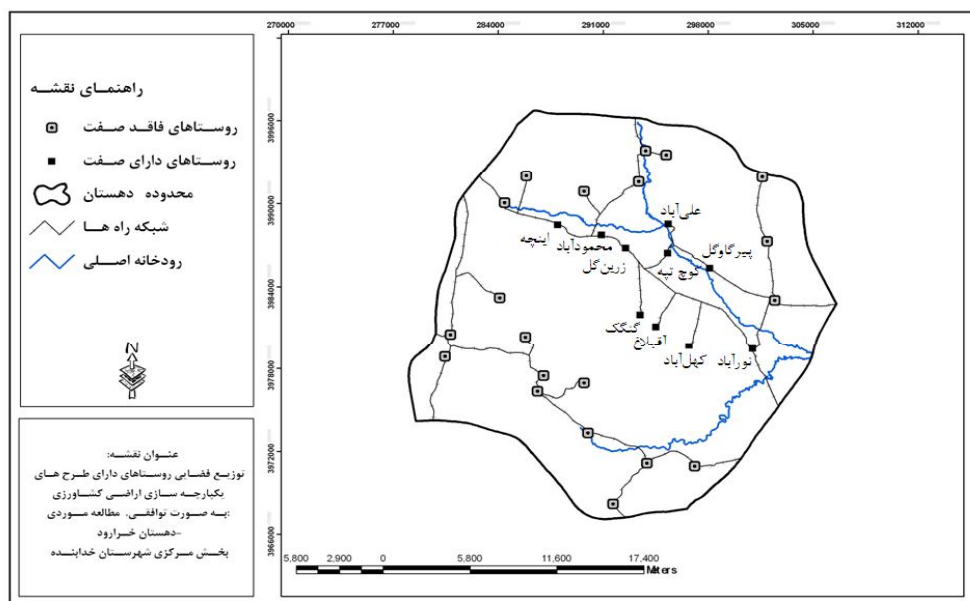 270000 277000 284000 291000 298000 305000 312000
راهنمای نقشه
روستاهای فاقد صفت
روستاهای دارای صفت
محدوده دهستان
شبکه راه ها
رودخانه اصلی
N
عنوان نقشه:
توزیع فضایی روستاهای دارای طرح های
یکپارچه سازی اراضی کشاورزی
به صورت توافقی، مطالعه موردی:
دهستان خرارود-
بخش مرکزی شهرستان خدابنده
3996000
3990000
3984000
3978000
3972000
3966000
علی‌آباد
اینچه
محمودآباد
زرین‌گل
کوچ تپه
پیرگاوگل
گنگک
آقبلاغ
کهل‌آباد
نورآباد
5,800 2,900 0 5,800 11,600 17,400
Meters